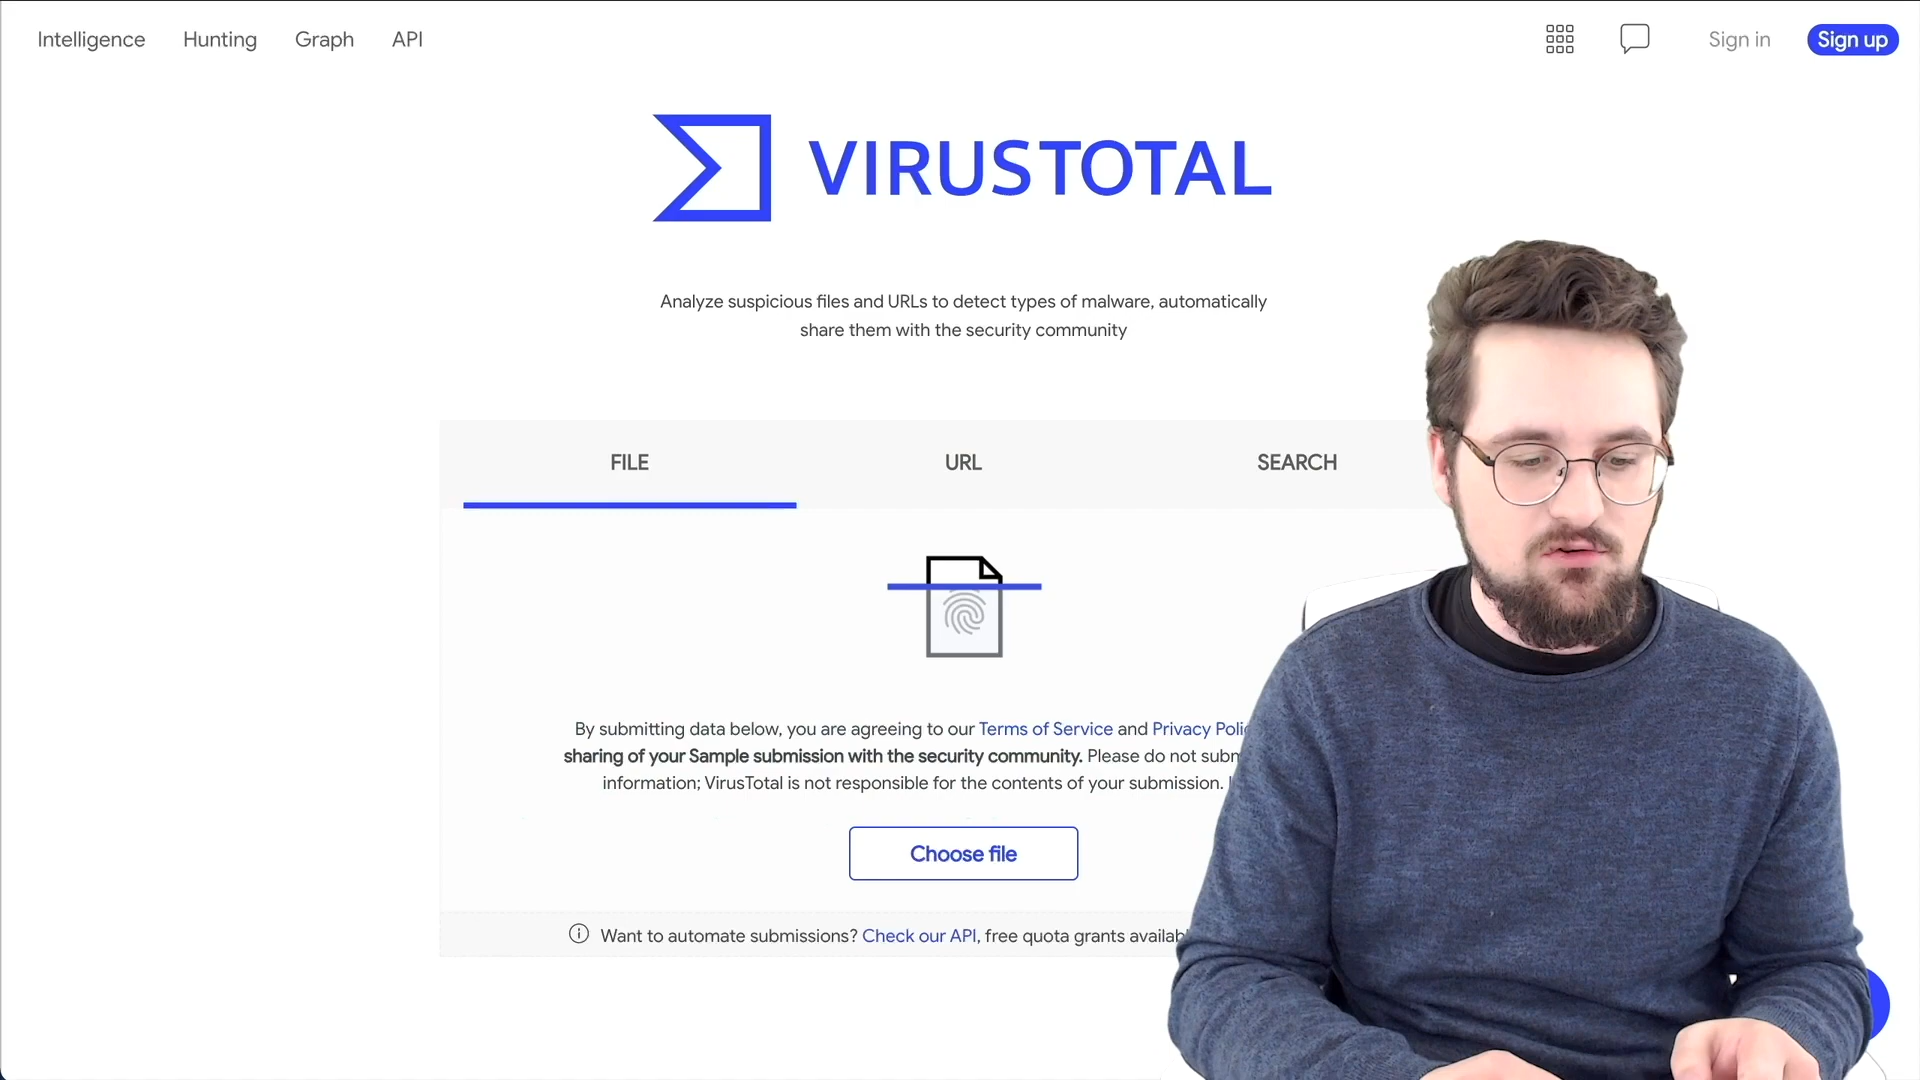 Intelligence Hunting Graph API Sign in Sign up
VIRUSTOTAL
Analyze suspicious files and URLs to detect types of malware, automatically
share them with the security community
FILE URL SEARCH
By submitting data below, you are agreeing to our Terms of Service and Privacy
sharing of your Sample submission with the security community. Please do not
information; VirusTotal is not responsible for the contents of your submission.
Choose file
Want to automate submissions? Check our API, free quota grants